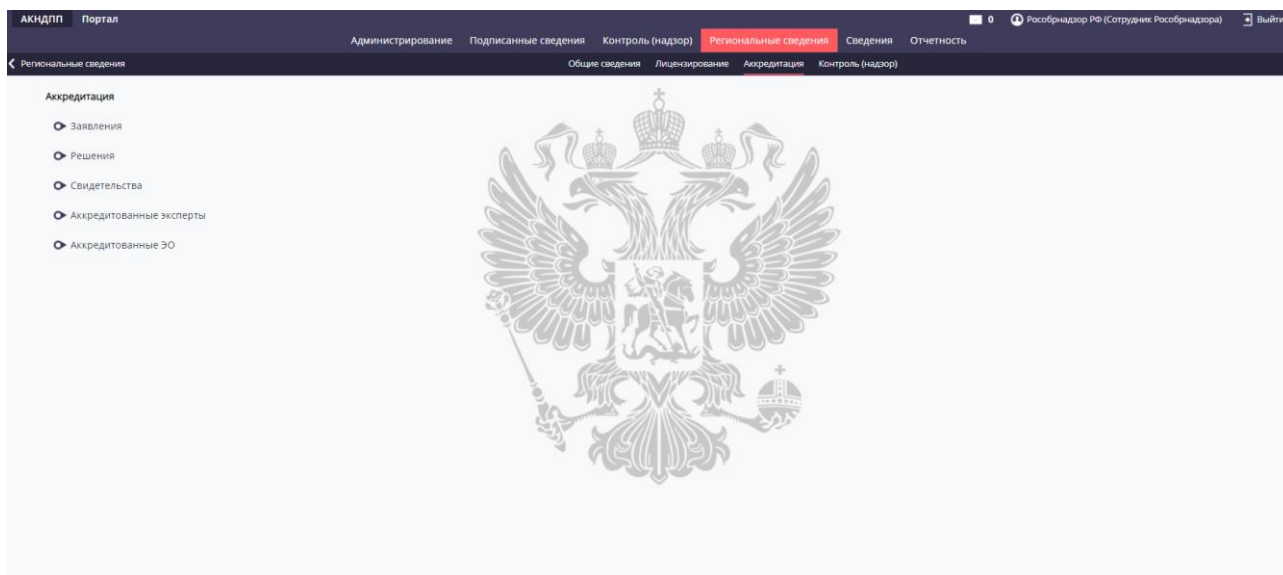 АКНДПП Портал 0 Рособрнадзор РФ (Сотрудник Рособрнадзора) Выйти
Администрирование Подписанные сведения Контроль (надзор) Региональные сведения Сведения Отчетность
Региональные сведения Общие сведения Лицензирование Аккредитация Контроль (надзор)
Аккредитация
Заявления
Решения
Свидетельства
Аккредитованные эксперты
Аккредитованные ЭО